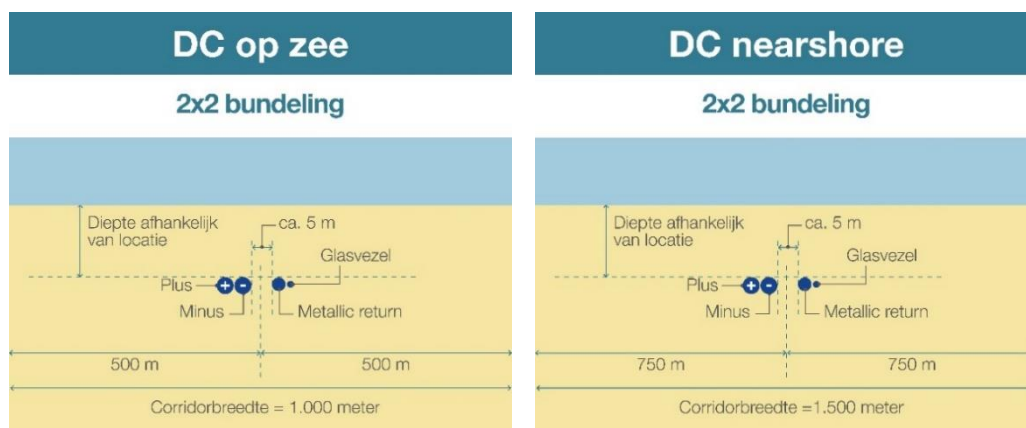 DC op zee
2x2 bundeling
Diepte afhankelijk
van locatie
ca. 5 m
Glasvezel
Plus
+ -
Minus
Metallic return
500 m
500 m
Corridorbreedte = 1.000 meter
DC nearshore
2x2 bundeling
Diepte afhankelijk
van locatie
ca. 5 m
Glasvezel
Plus
+ -
Minus
Metallic return
750 m
750 m
Corridorbreedte =1.500 meter